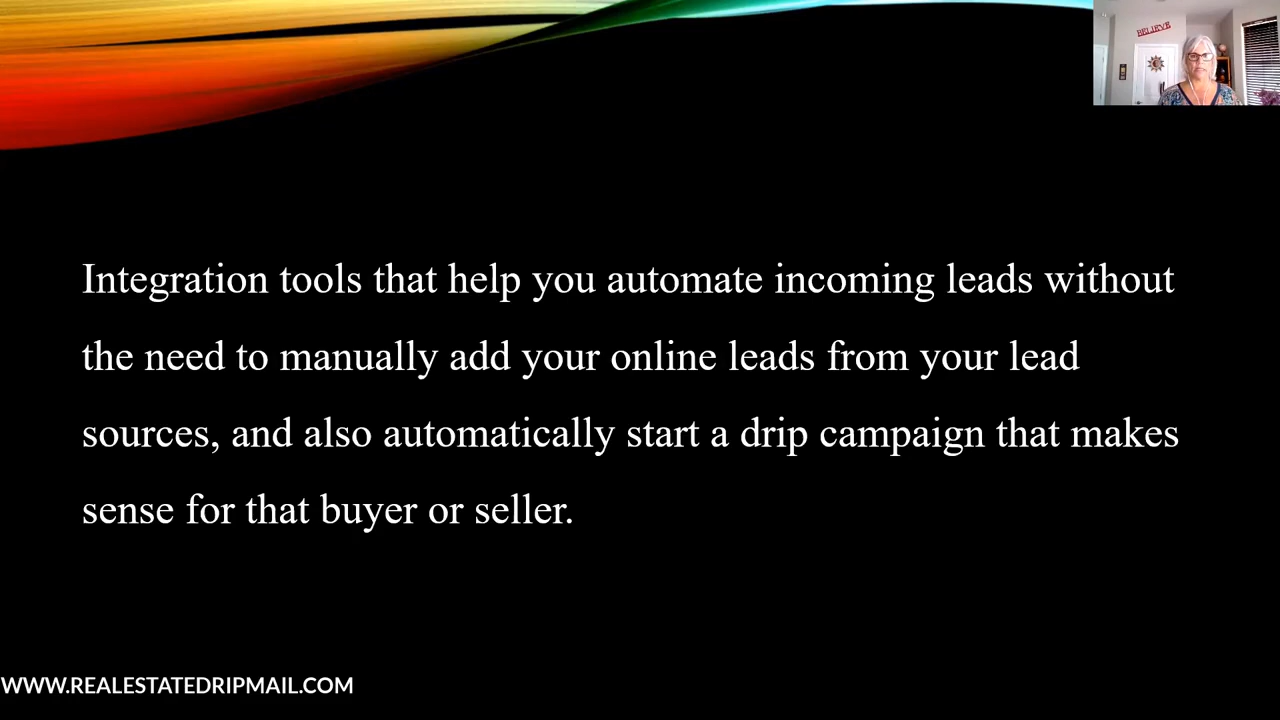 BELIEVE
Integration tools that help you automate incoming leads without
the need to manually add your online leads from your lead
sources, and also automatically start a drip campaign that makes
sense for that buyer or seller.
WWW.REALESTATEDRIPMAIL.COM